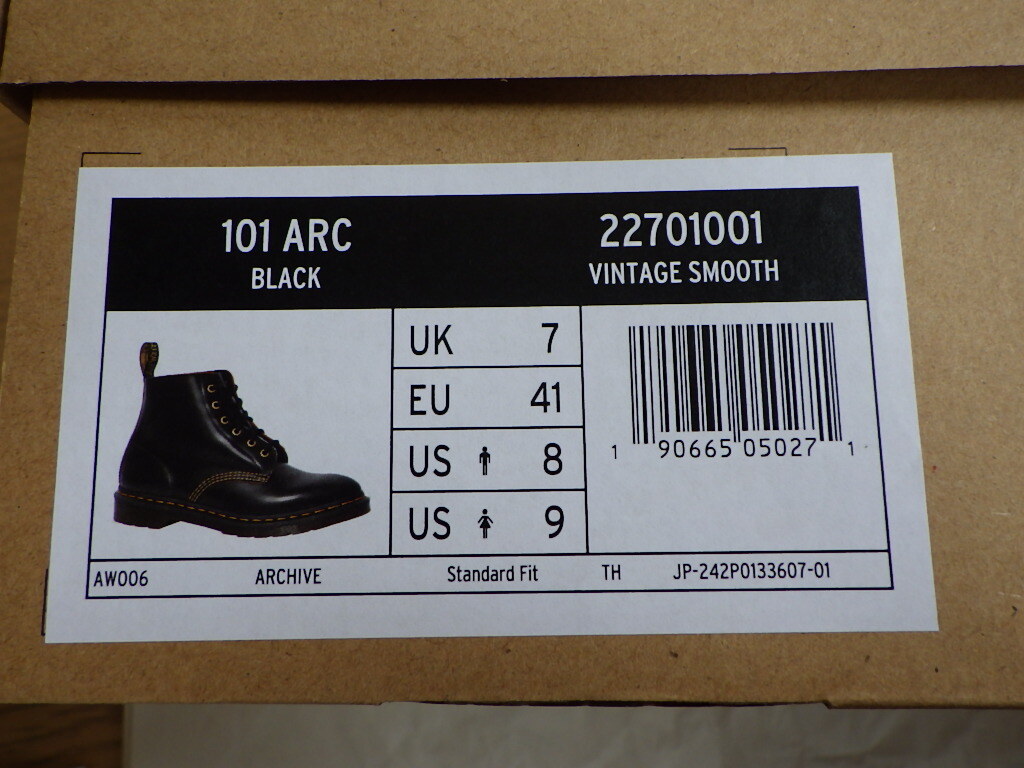 101 ARC
BLACK
22701001
VINTAGE SMOOTH
UK 7
EU 41
US 8
US 9
1 90665 05027 1
AW006 ARCHIVE Standard Fit TH JP-242P0133607-01